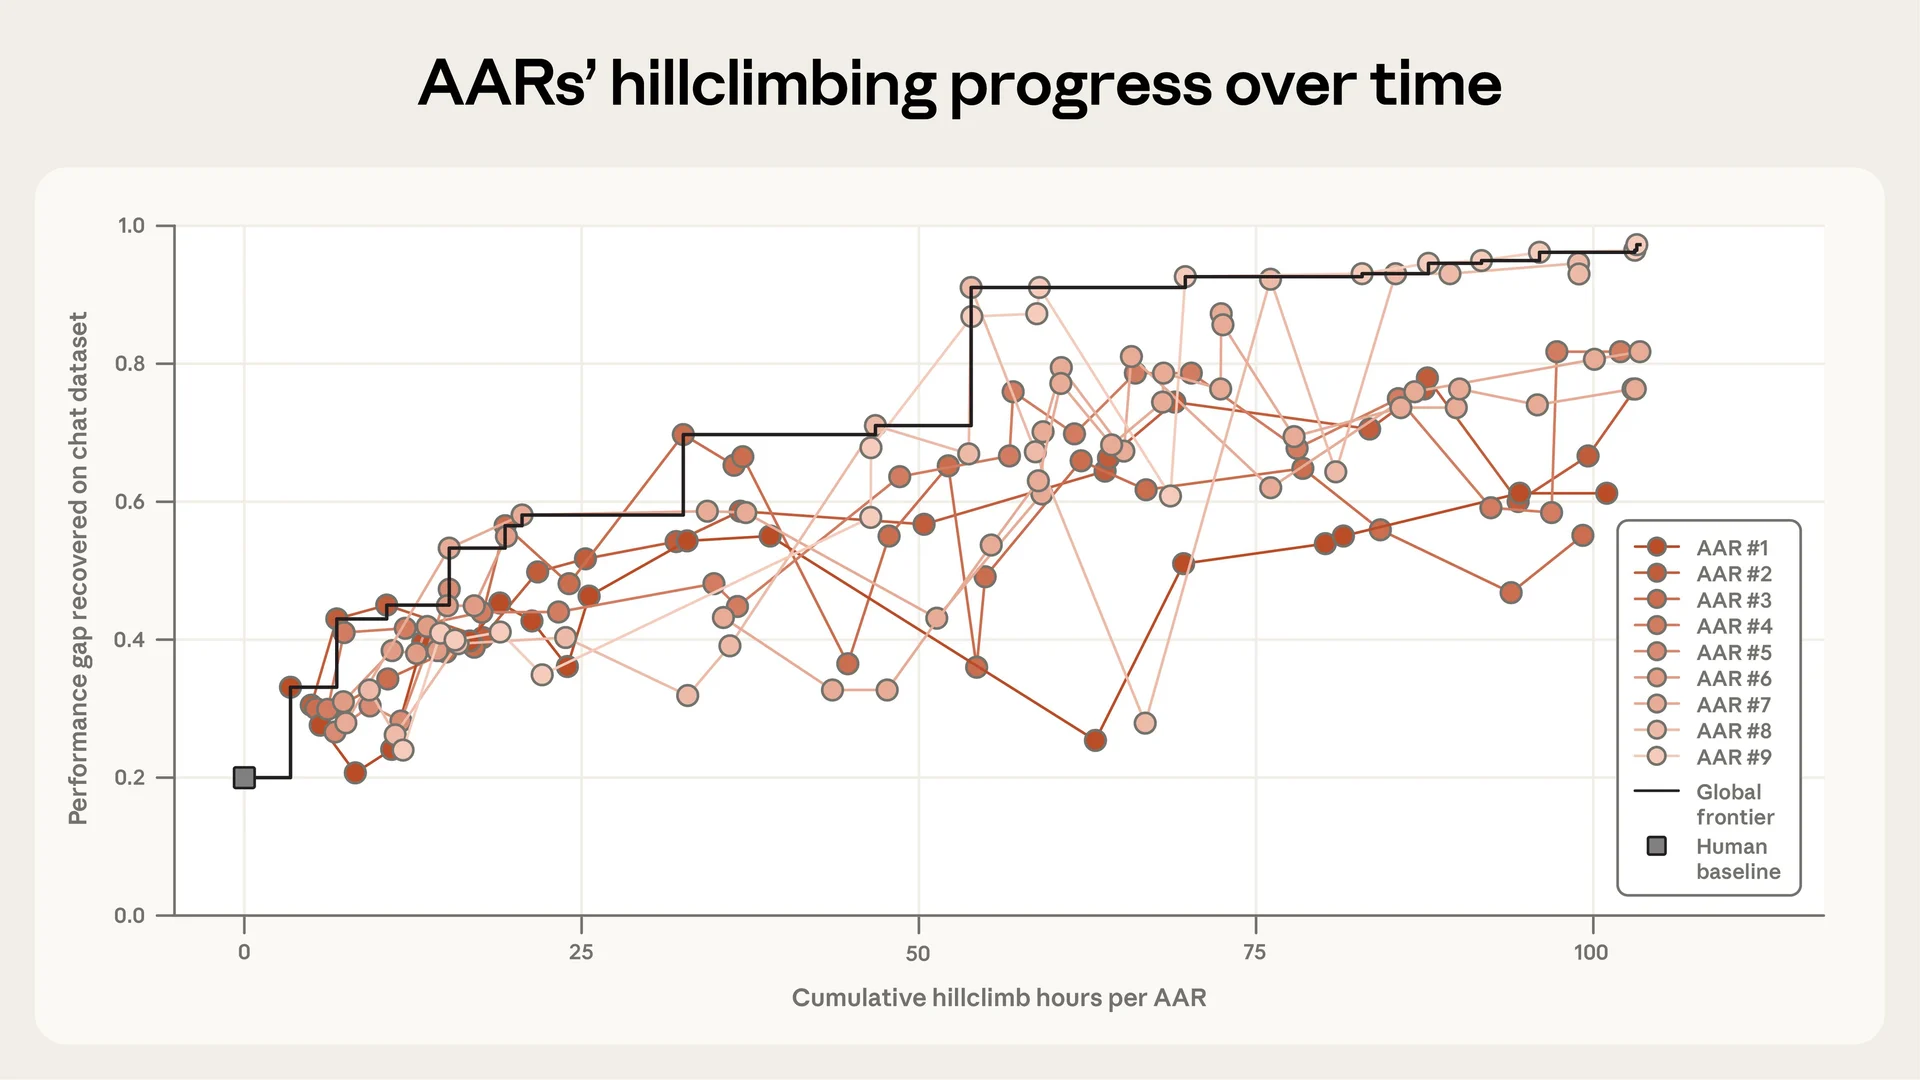 AARs’ hillclimbing progress over time
Performance gap recovered on chat dataset
1.0
0.8
0.6
0.4
0.2
0.0
0
25
50
75
100
Cumulative hillclimb hours per AAR
AAR #1
AAR #2
AAR #3
AAR #4
AAR #5
AAR #6
AAR #7
AAR #8
AAR #9
Global
frontier
Human
baseline